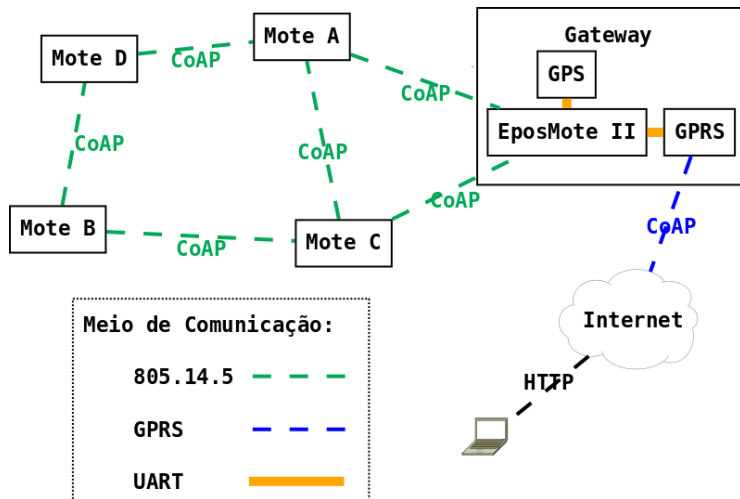 Mote A
Gateway
Mote D
CoAP
GPS
CoAP
EposMote II
GPRS
CoAP
CoAP
Mote B
CoAP
CoAP
Mote C
CoAP
Meio de Comunicação:
Internet
805.14.5
HTTP
GPRS
UART